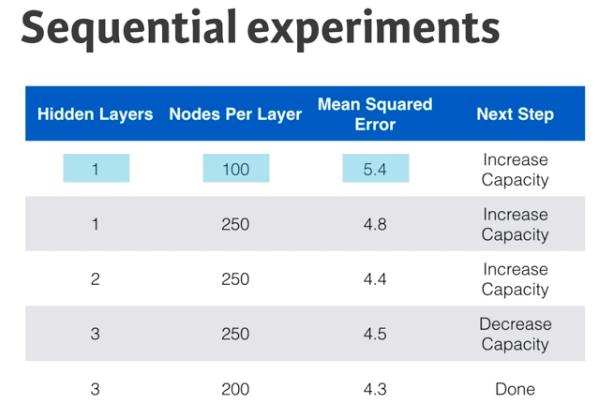 Sequential experiments
Hidden Layers Nodes Per Layer Mean Squared Error Next Step
1 100 5.4 Increase Capacity
1 250 4.8 Increase Capacity
2 250 4.4 Increase Capacity
3 250 4.5 Decrease Capacity
3 200 4.3 Done